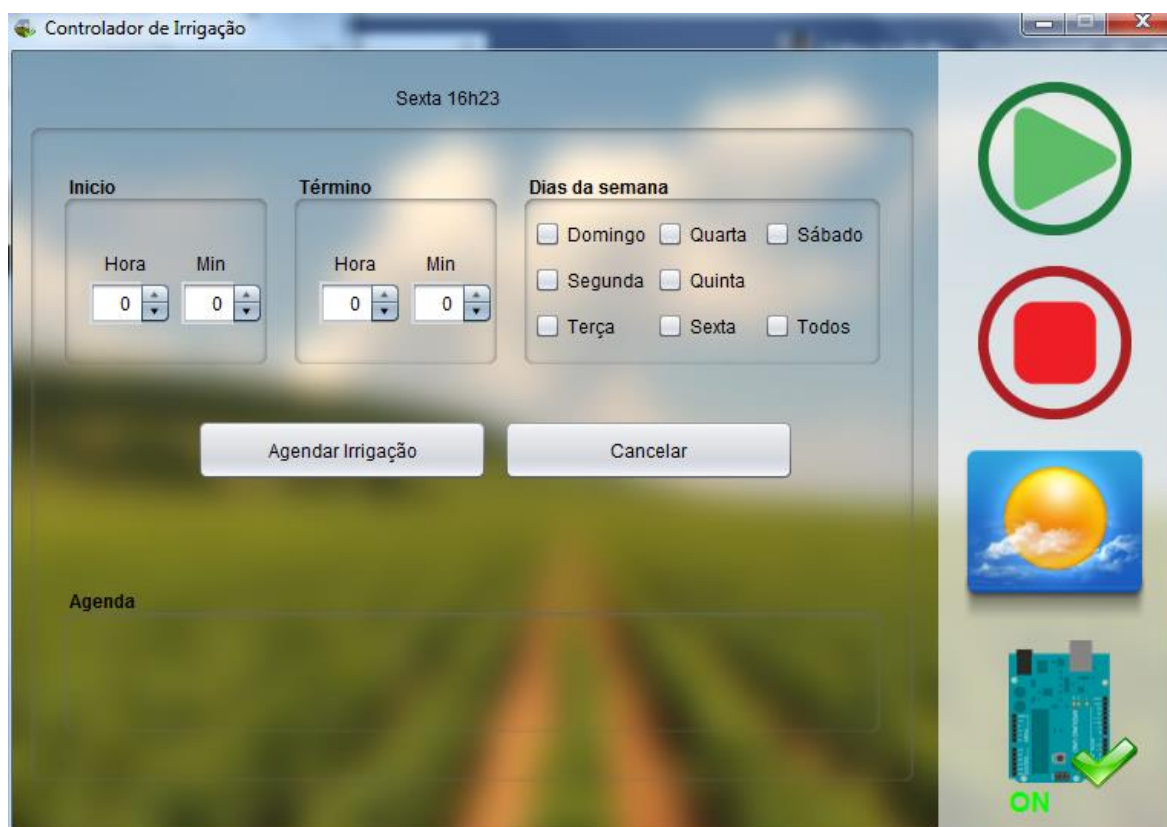 Controlador de Irrigação
Sexta 16h23
Inicio
Término
Dias da semana
Hora Min
0 0
Hora Min
0 0
Domingo Quarta Sábado
Segunda Quinta
Terça Sexta Todos
Agendar Irrigação Cancelar
Agenda
ON